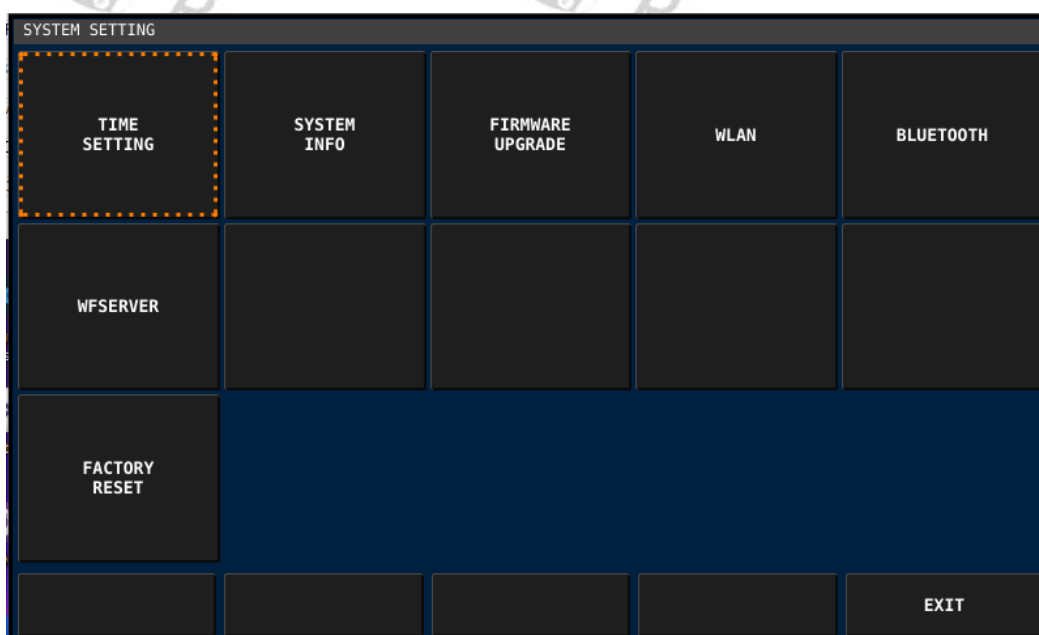 SYSTEM SETTING
TIME
SETTING
SYSTEM
INFO
FIRMWARE
UPGRADE
WLAN
BLUETOOTH
WFSERVER
FACTORY
RESET
EXIT